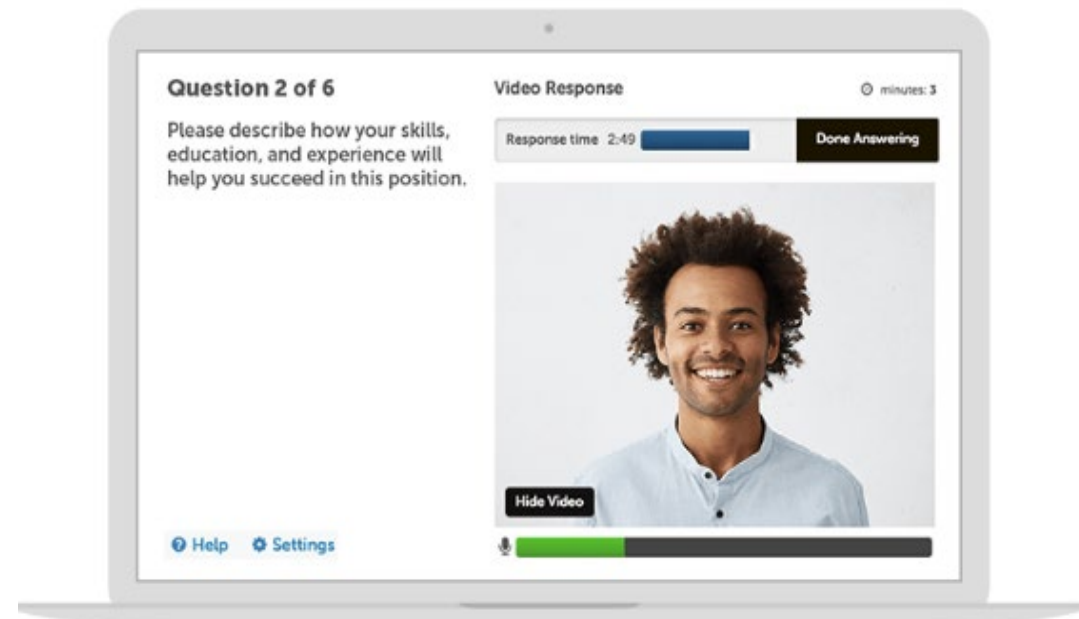 Question 2 of 6
Please describe how your skills,
education, and experience will
help you succeed in this position.
Help Settings
Video Response
minutes: 3
Response time 2:49
Done Answering
Hide Video